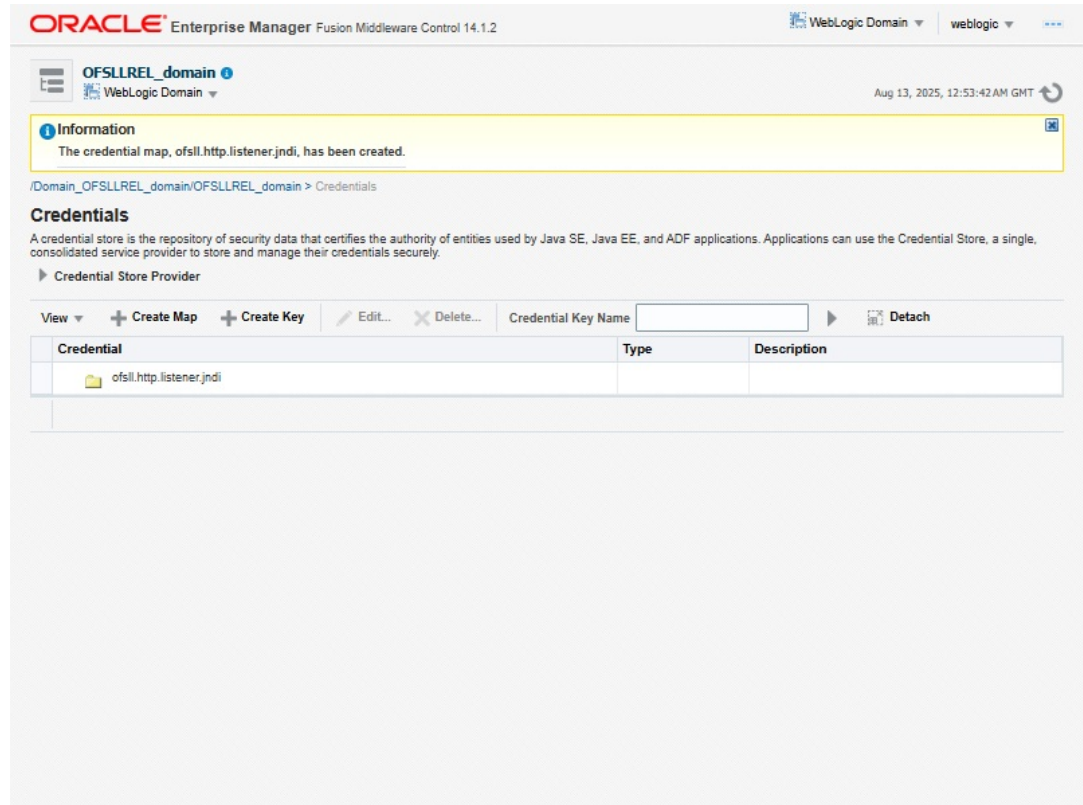 ORACLE® Enterprise Manager Fusion Middleware Control 14.1.2
WebLogic Domain
weblogic
OFSLLREL_domain
WebLogic Domain
Aug 13, 2025, 12:53:42 AM GMT
Information
The credential map, ofsll.http.listener.jndi, has been created.
/Domain_OFSLLREL_domain/OFSLLREL_domain > Credentials
Credentials
A credential store is the repository of security data that certifies the authority of entities used by Java SE, Java EE, and ADF applications. Applications can use the Credential Store, a single,
consolidated service provider to store and manage their credentials securely.
Credential Store Provider
View
Create Map
Create Key
Edit...
Delete...
Credential Key Name
Detach
Credential
Type
Description
ofsll.http.listener.jndi